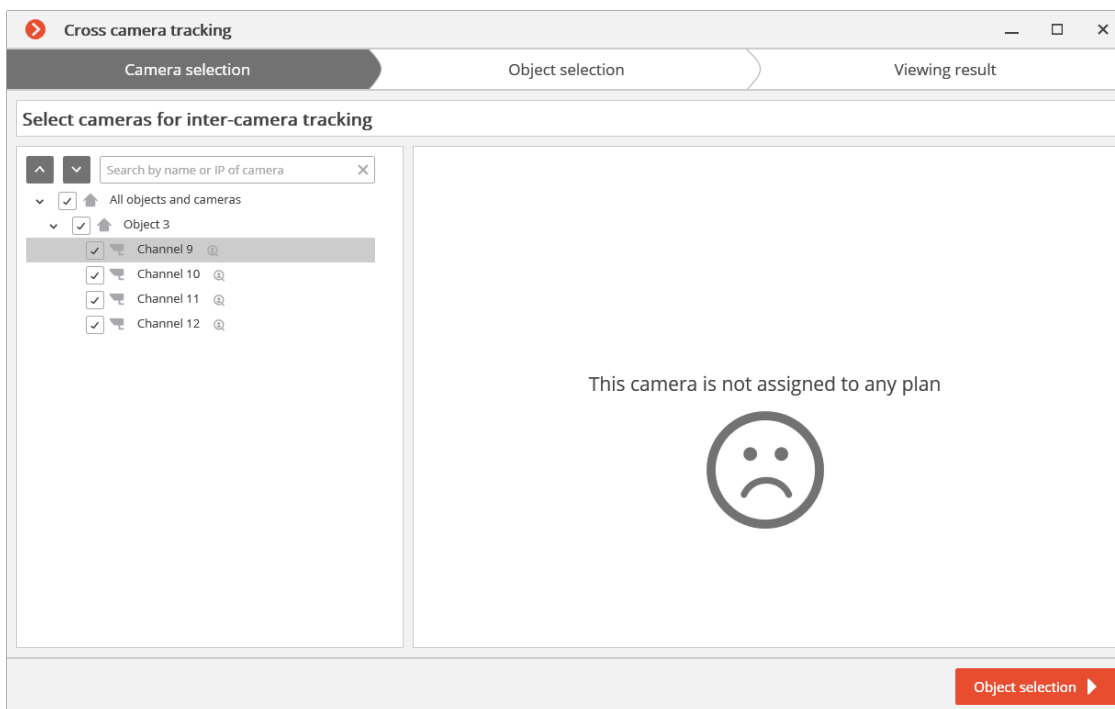 Cross camera tracking
Camera selection
Object selection
Viewing result
Select cameras for inter-camera tracking
Search by name or IP of camera
All objects and cameras
Object 3
Channel 9
Channel 10
Channel 11
Channel 12
This camera is not assigned to any plan
Object selection